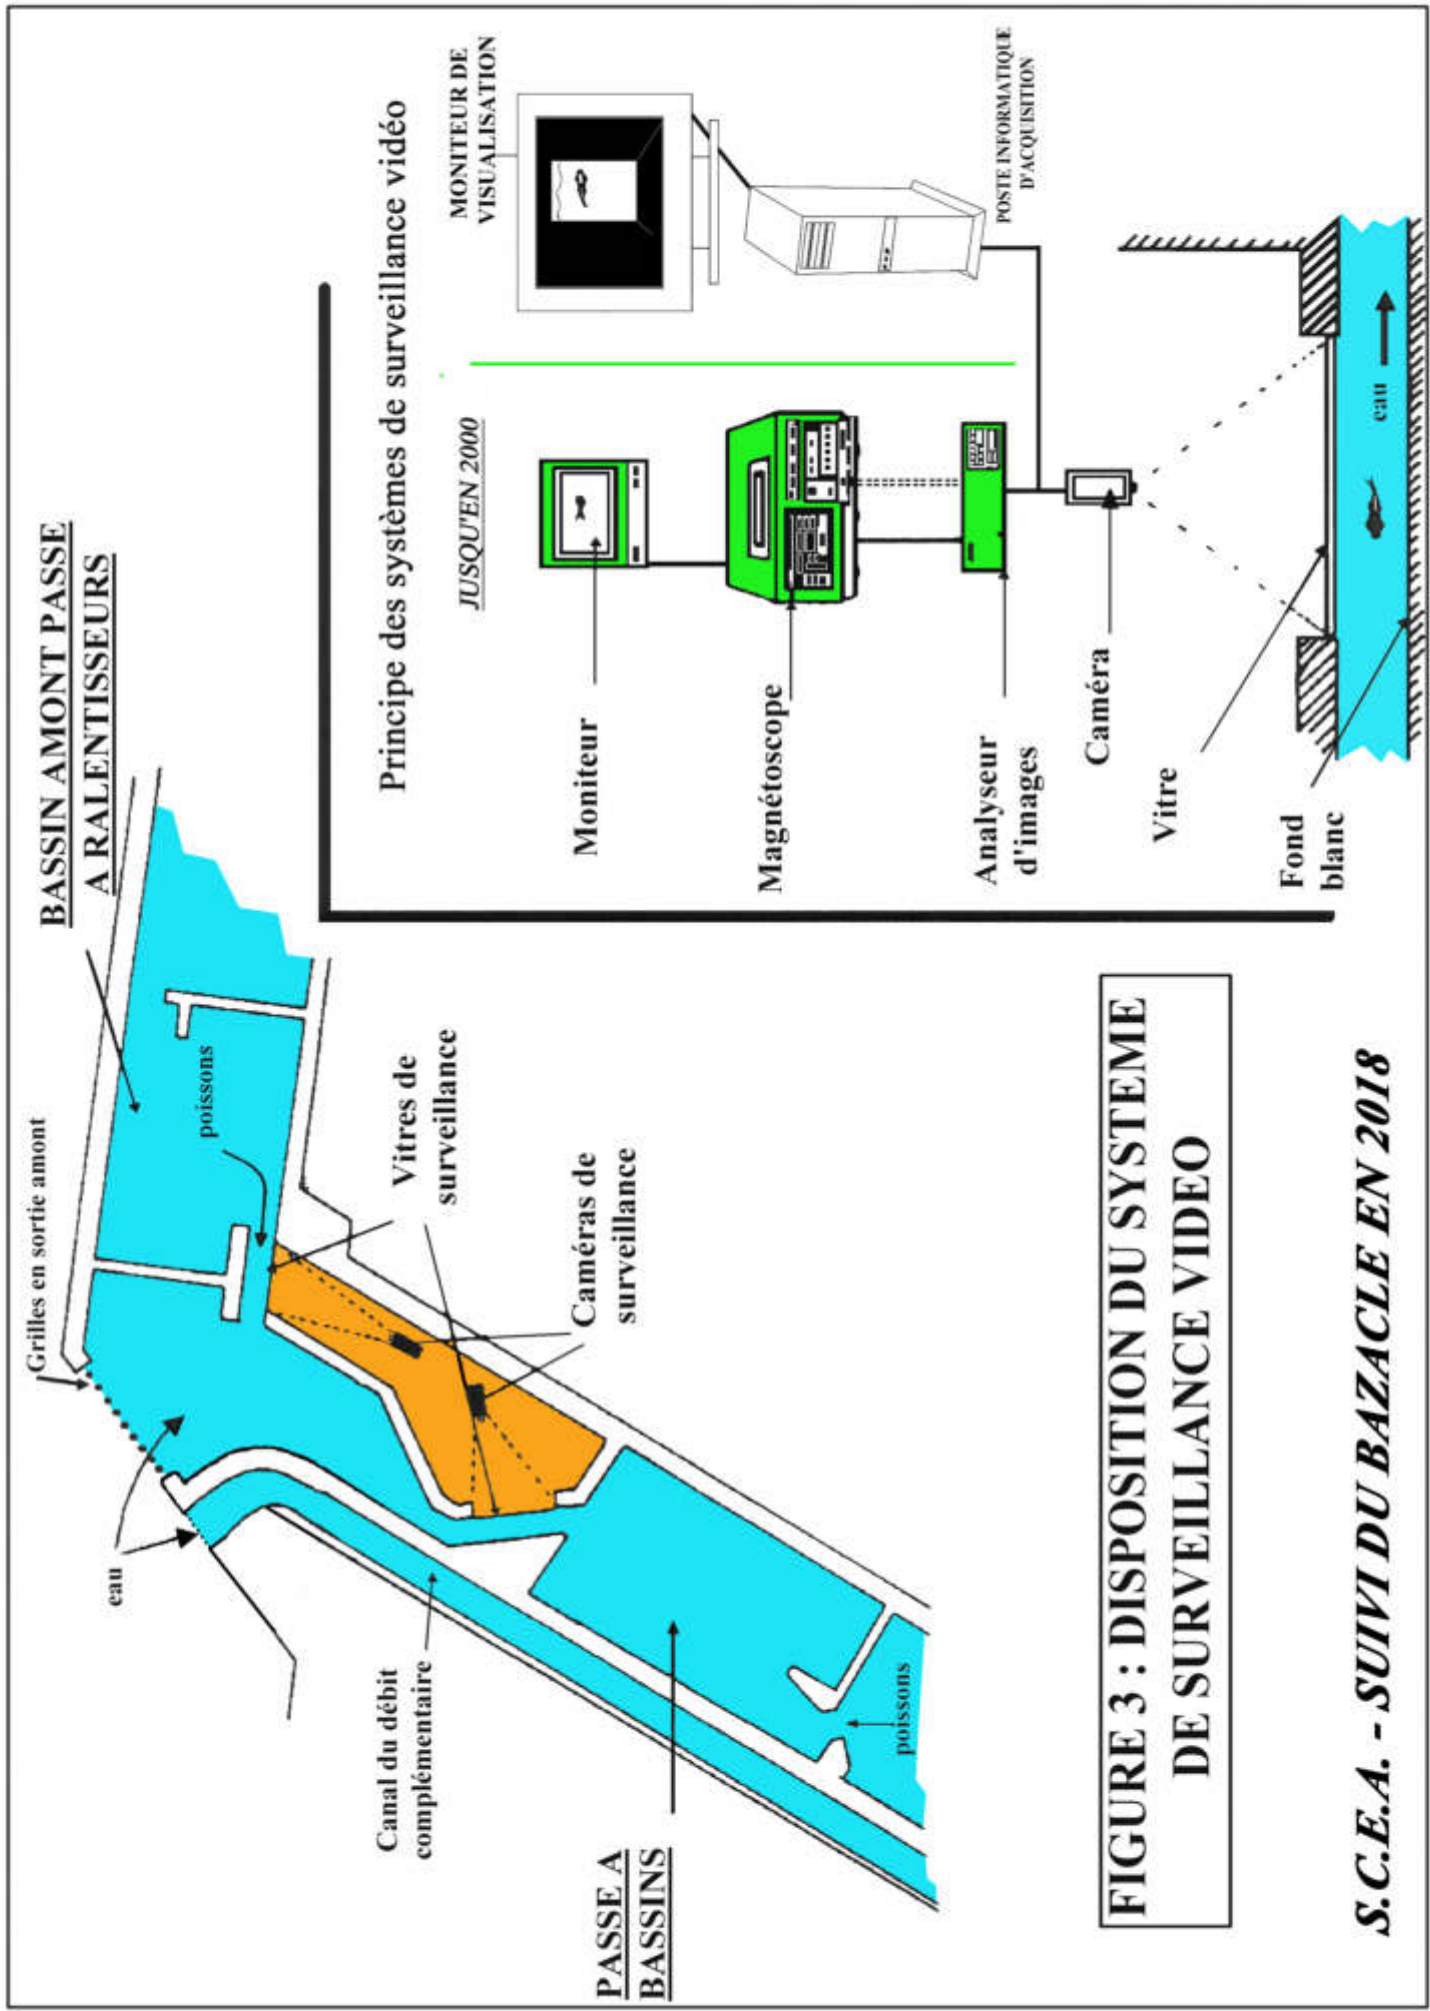 BASSIN AMONT PASSE
A RALENTISSEURS
Grilles en sortie amont
poissons
eau
Vitres de
surveillance
Caméras de
surveillance
Canal du débit
complémentaire
PASSE A
BASSINS
poissons
Principe des systèmes de surveillance vidéo
JUSQU'EN 2000
MONITEUR DE
VISUALISATION
Moniteur
Magnétoscope
Analyseur
d'images
POSTE INFORMATIQUE
D'ACQUISITION
Caméra
Vitre
Fond
blanc
eau
FIGURE 3 : DISPOSITION DU SYSTEME
DE SURVEILLANCE VIDEO
S.C.E.A. - SUIVI DU BAZACLE EN 2018